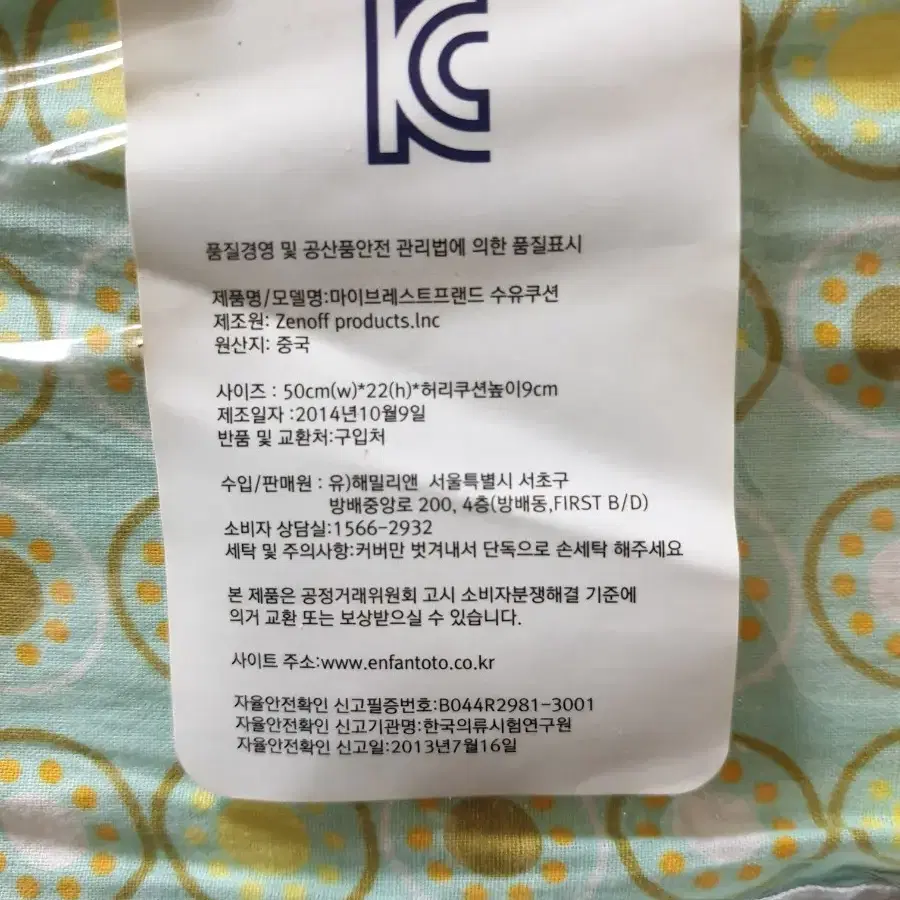 KC
품질경영 및 공산품안전 관리법에 의한 품질표시
제품명/모델명:마이브레스트프랜드 수유쿠션
제조원: Zenoff products.lnc
원산지: 중국
사이즈 : 50cm(w)*22(h)*허리쿠션높이9cm
제조일자 :2014년10월9일
반품 및 교환처:구입처
수입/판매원 : 유)해밀리앤 서울특별시 서초구
방배중앙로 200, 4층(방배동,FIRST B/D)
소비자 상담실:1566-2932
세탁 및 주의사항:커버만 벗겨내서 단독으로 손세탁 해주세요
본 제품은 공정거래위원회 고시 소비자분쟁해결 기준에
의거 교환 또는 보상받으실 수 있습니다.
사이트 주소:www.enfantoto.co.kr
자율안전확인 신고필증번호:B044R2981-3001
자율안전확인 신고기관명:한국의류시험연구원
자율안전확인 신고일:2013년7월16일